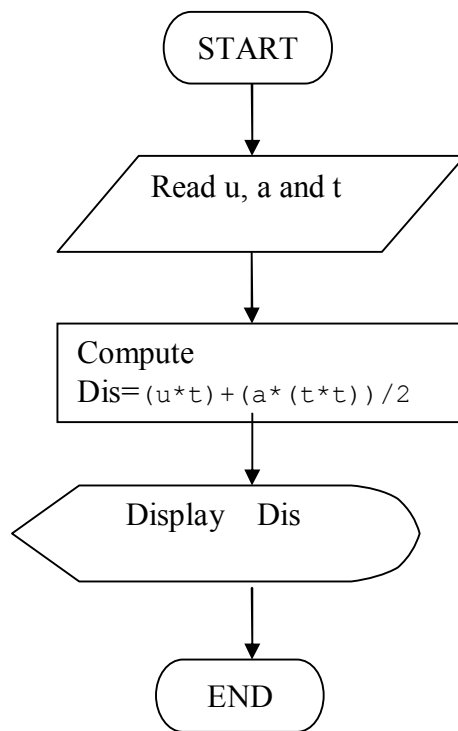 START
Read u, a and t
Compute
Dis=(u*t)+(a*(t*t))/2
Display Dis
END